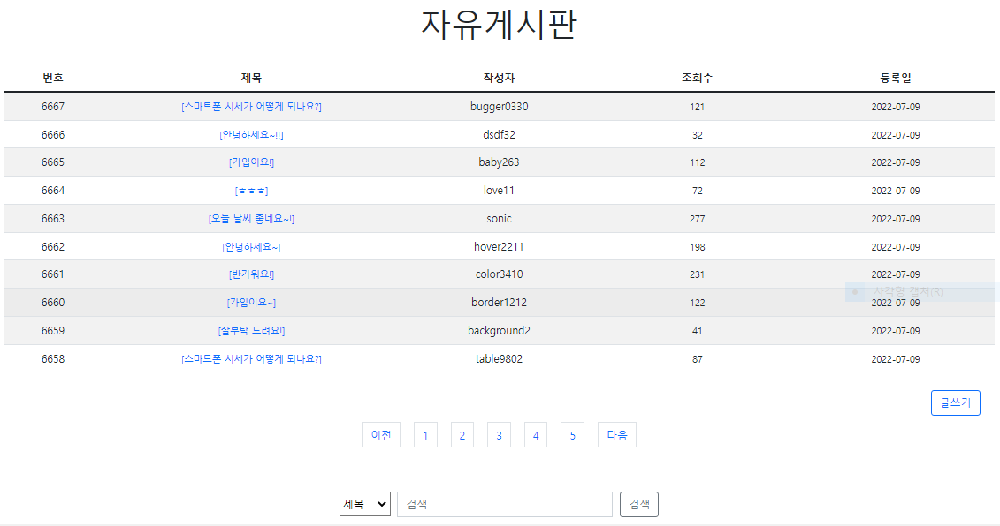 자유게시판
번호 제목 작성자 조회수 등록일
6667 [스마트폰 시세가 어떻게 되나요?] bugger0330 121 2022-07-09
6666 [안녕하세요~!!] dsdf32 32 2022-07-09
6665 [가입이요!] baby263 112 2022-07-09
6664 [ㅎㅎㅎ] love11 72 2022-07-09
6663 [오늘 날씨 좋네요~!] sonic 277 2022-07-09
6662 [안녕하세요~] hover2211 198 2022-07-09
6661 [반가워요!] color3410 231 2022-07-09
사각형 캡처(R)
6660 [가입이요~] border1212 122 2022-07-09
6659 [잘부탁 드려요!] background2 41 2022-07-09
6658 [스마트폰 시세가 어떻게 되나요?] table9802 87 2022-07-09
글쓰기
이전 1 2 3 4 5 다음
제목 검색 검색